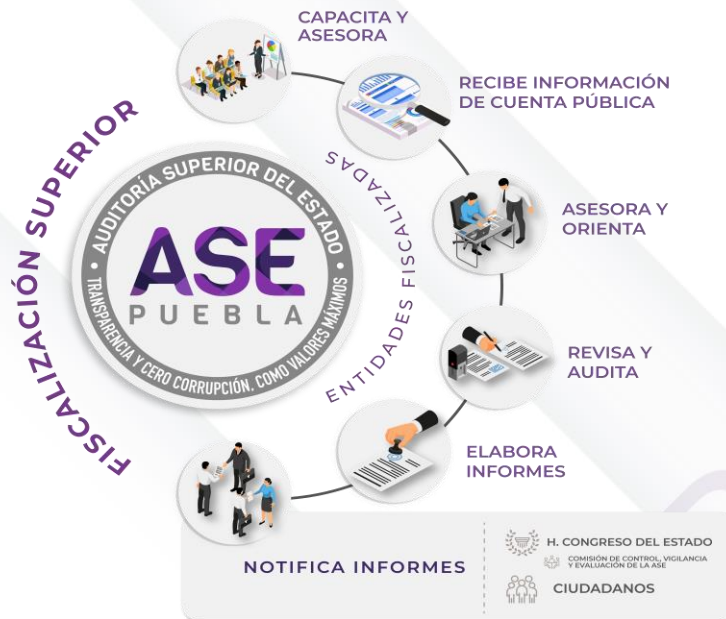 CAPACITA Y
ASESORA
RECIBE INFORMACIÓN
DE CUENTA PÚBLICA
FISCALIZACIÓN SUPERIOR
AUDITORÍA SUPERIOR DEL ESTADO
ASE
PUEBLA
TRANSPARENCIA Y CERO CORRUPCIÓN, COMO VALORES MÁXIMOS
ENTIDADES FISCALIZADAS
ASESORA Y
ORIENTA
REVISA Y
AUDITA
ELABORA
INFORMES
NOTIFICA INFORMES
H. CONGRESO DEL ESTADO
COMISIÓN DE CONTROL, VIGILANCIA
Y EVALUACIÓN DE LA ASE
CIUDADANOS